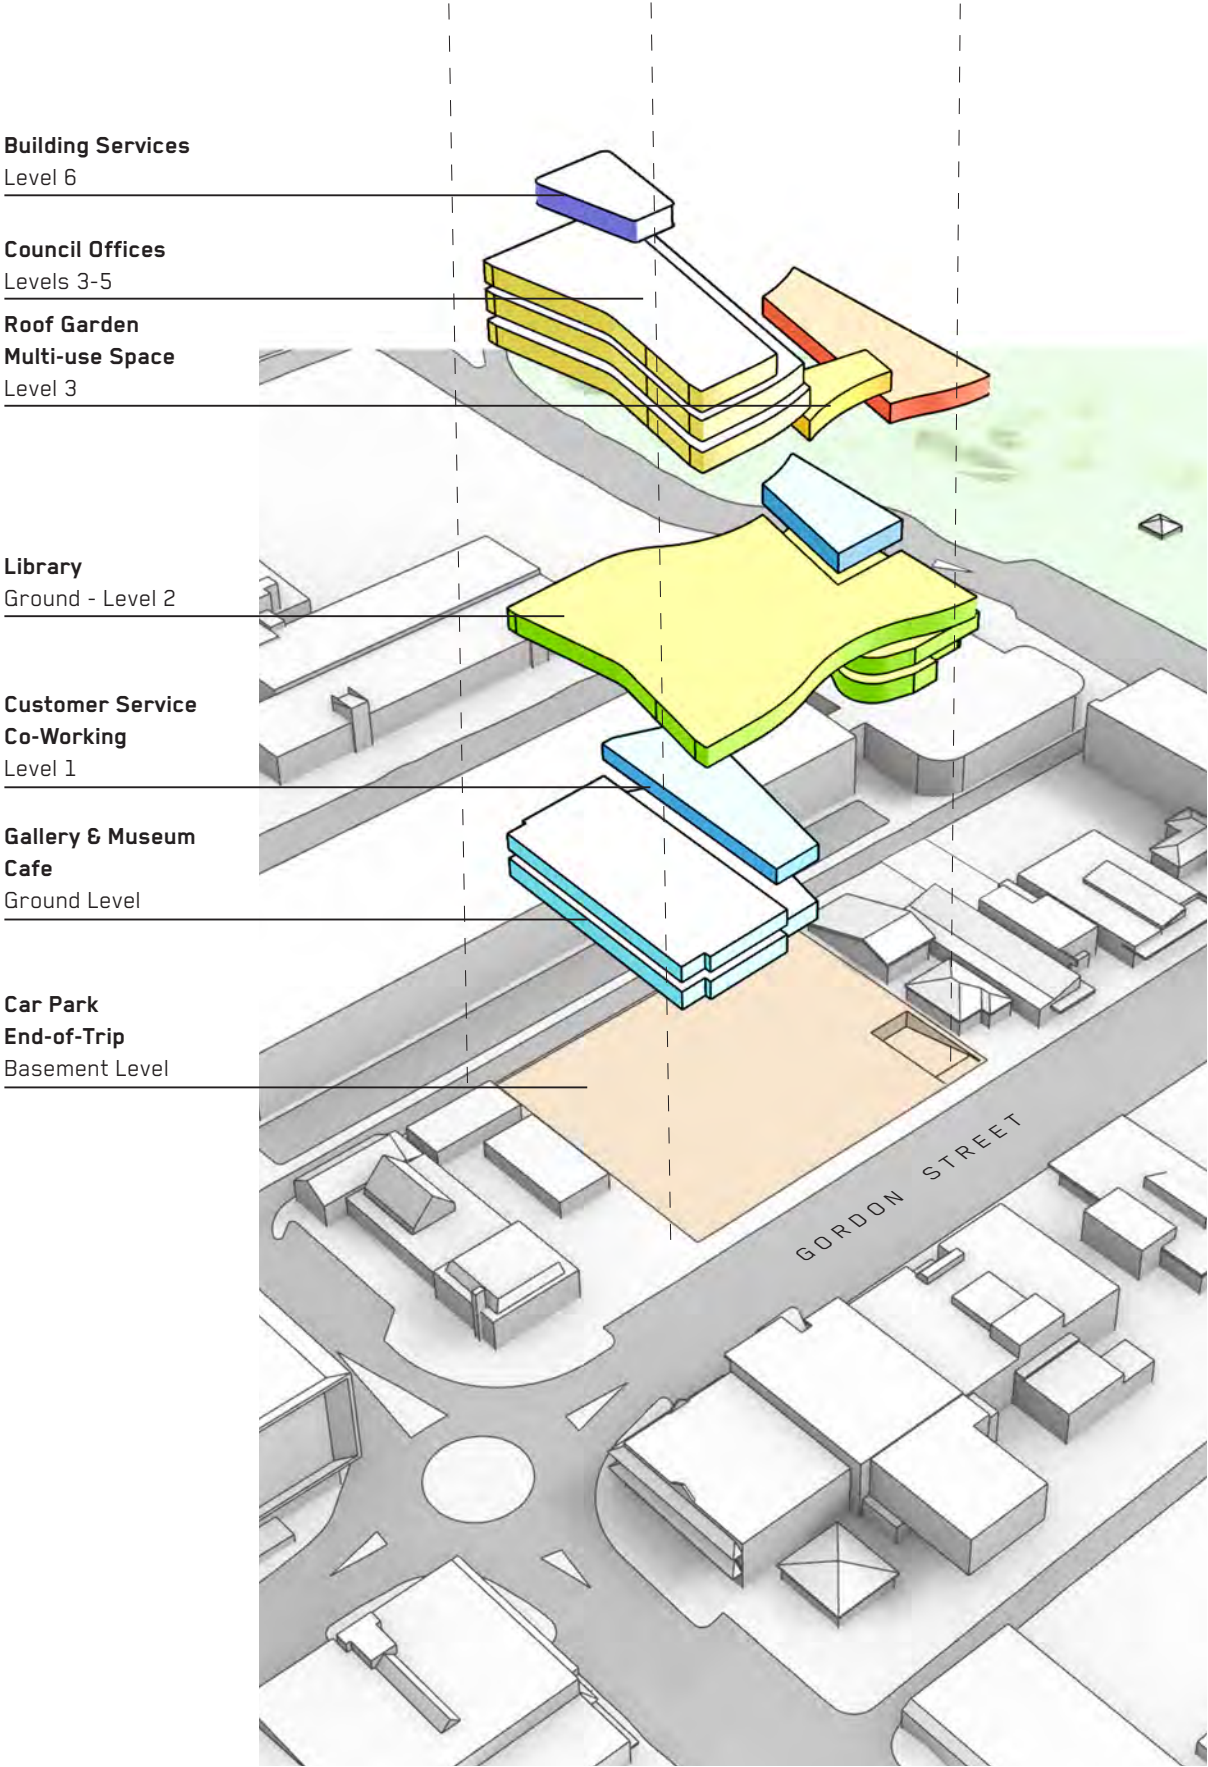 Building Services
Level 6
Council Offices
Levels 3-5
Roof Garden
Multi-use Space
Level 3
Library
Ground - Level 2
Customer Service
Co-Working
Level 1
Gallery & Museum
Cafe
Ground Level
Car Park
End-of-Trip
Basement Level
GORDON STREET